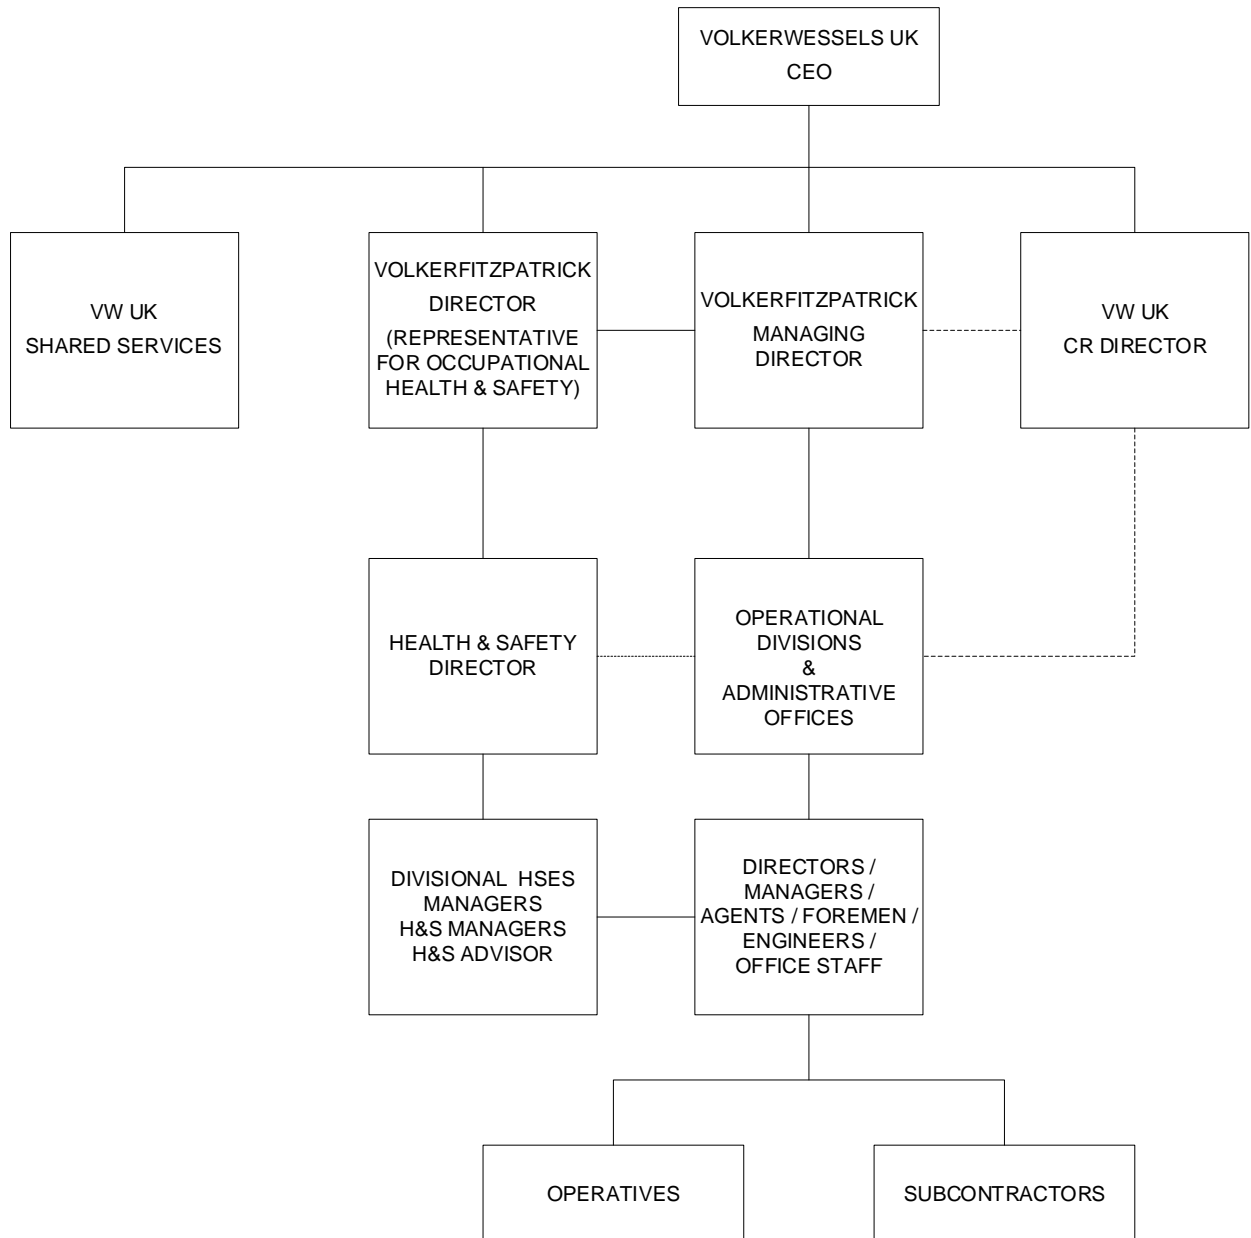 VOLKERWESSELS UK
CEO
VW UK
SHARED SERVICES
VOLKERFITZPATRICK
DIRECTOR
(REPRESENTATIVE
FOR OCCUPATIONAL
HEALTH & SAFETY)
VOLKERFITZPATRICK
MANAGING
DIRECTOR
VW UK
CR DIRECTOR
HEALTH & SAFETY
DIRECTOR
OPERATIONAL
DIVISIONS
&
ADMINISTRATIVE
OFFICES
DIVISIONAL HSES
MANAGERS
H&S MANAGERS
H&S ADVISOR
DIRECTORS /
MANAGERS /
AGENTS / FOREMEN /
ENGINEERS /
OFFICE STAFF
OPERATIVES
SUBCONTRACTORS